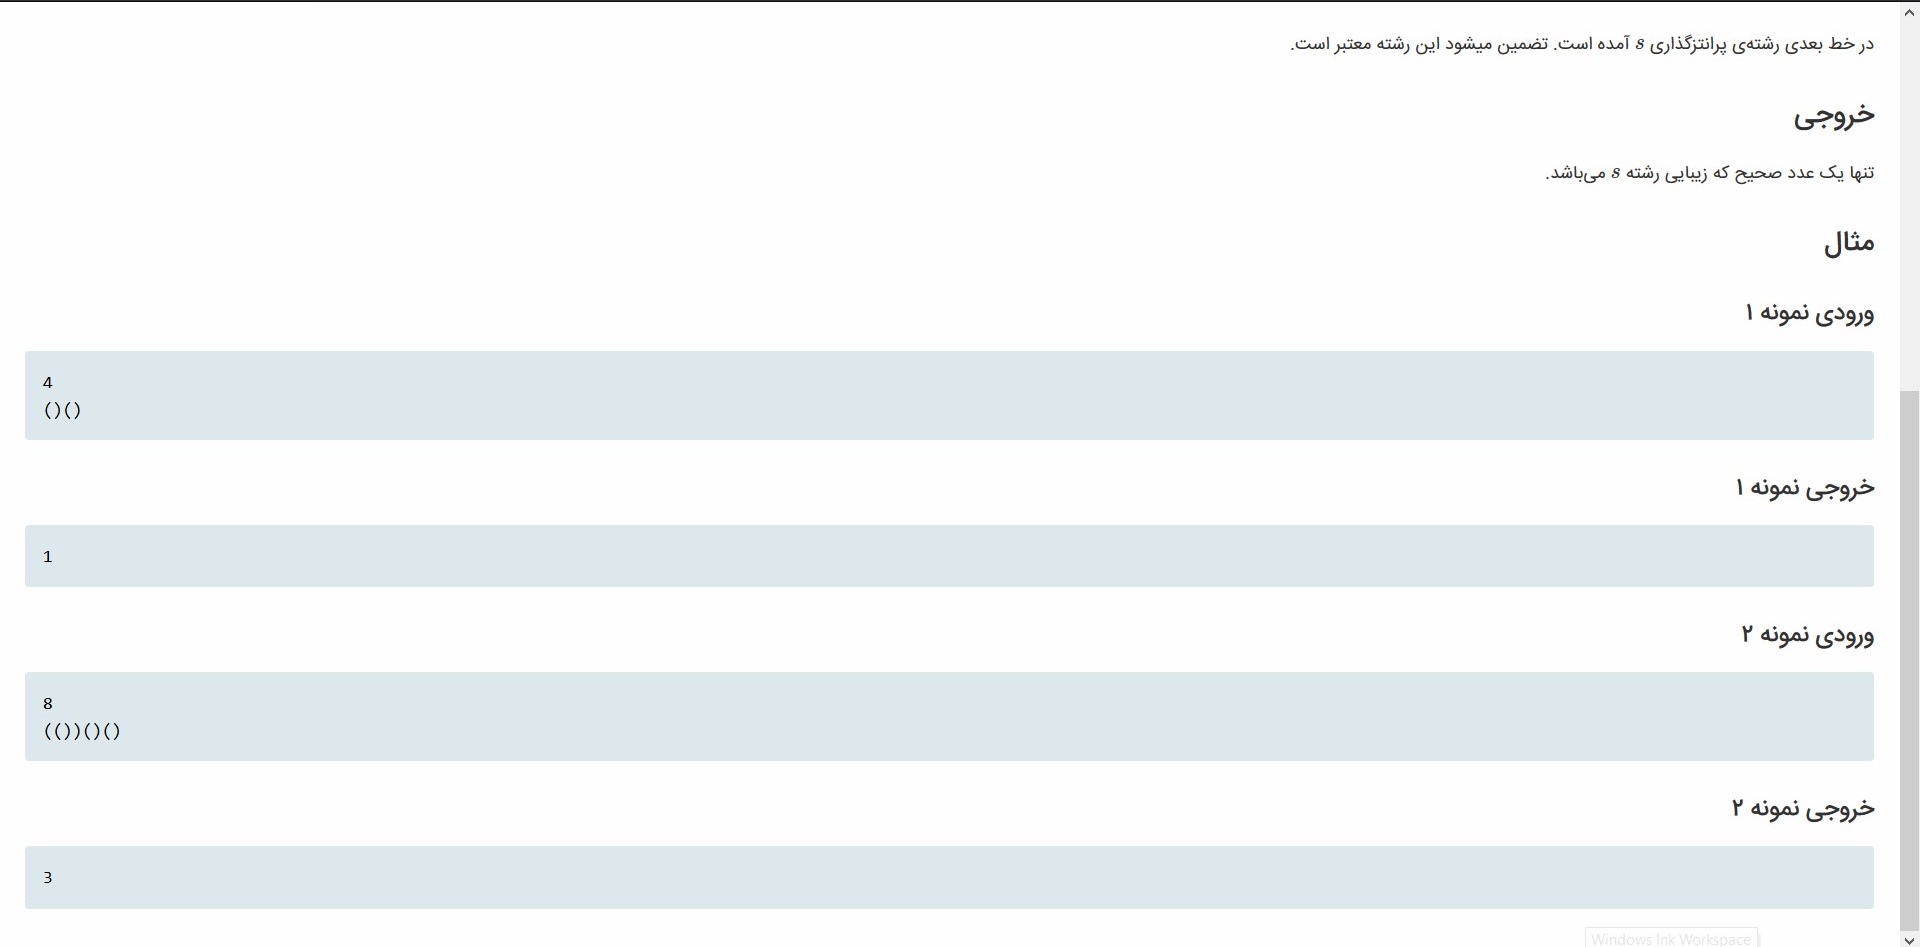 در خط بعدی رشته‌ی پرانتزگذاری s آمده است. تضمین میشود این رشته معتبر است.
خروجی
تنها یک عدد صحیح که زیبایی رشته s می‌باشد.
مثال
ورودی نمونه ۱
4
()()
خروجی نمونه ۱
1
ورودی نمونه ۲
8
(())()()
خروجی نمونه ۲
3
Windows Ink Workspace